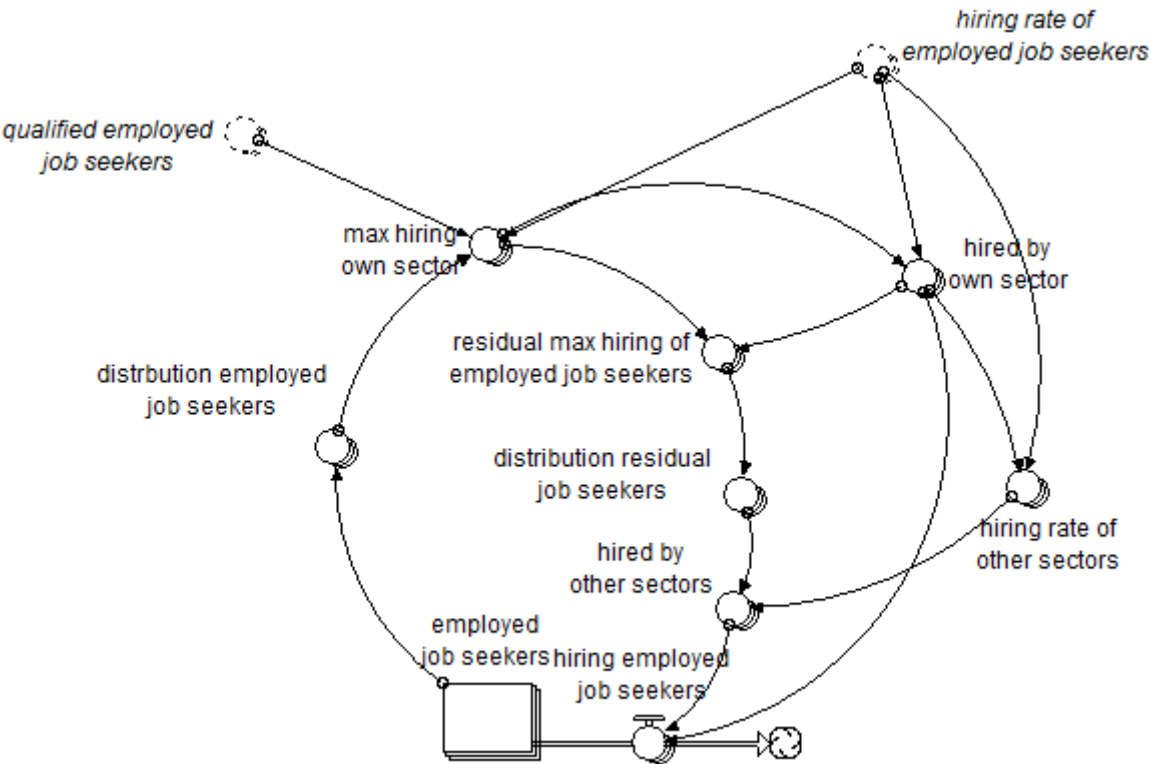 hiring rate of
employed job seekers
qualified employed
job seekers
max hiring
own sector
hired by
own sector
residual max hiring of
employed job seekers
distrbution employed
job seekers
distribution residual
job seekers
hiring rate of
other sectors
hired by
other sectors
employed
job seekers
hiring employed
job seekers